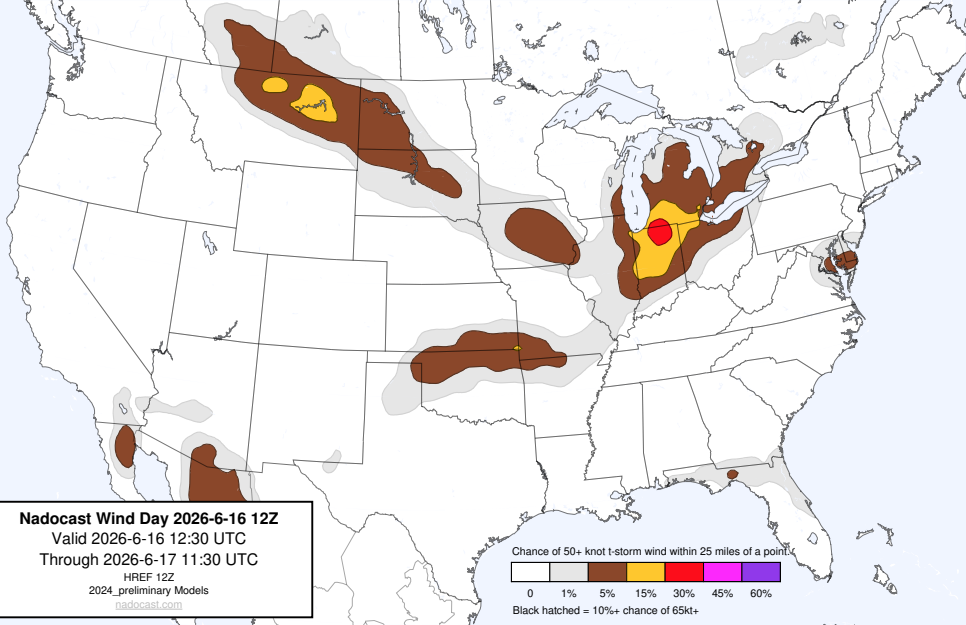 Nadocast Wind Day 2026-6-16 12Z
Valid 2026-6-16 12:30 UTC
Through 2026-6-17 11:30 UTC
HREF 12Z
2024_preliminary Models
nadocast.com
Chance of 50+ knot t-storm wind within 25 miles of a point.
0 1% 5% 15% 30% 45% 60%
Black hatched = 10%+ chance of 65kt+